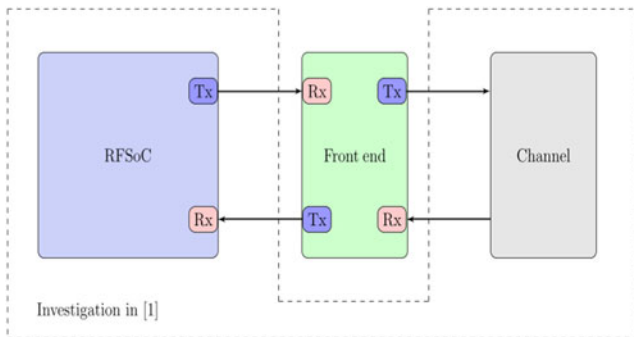 Tx
Rx
Tx
RFSoC
Front end
Channel
Rx
Tx
Rx
Investigation in [1]